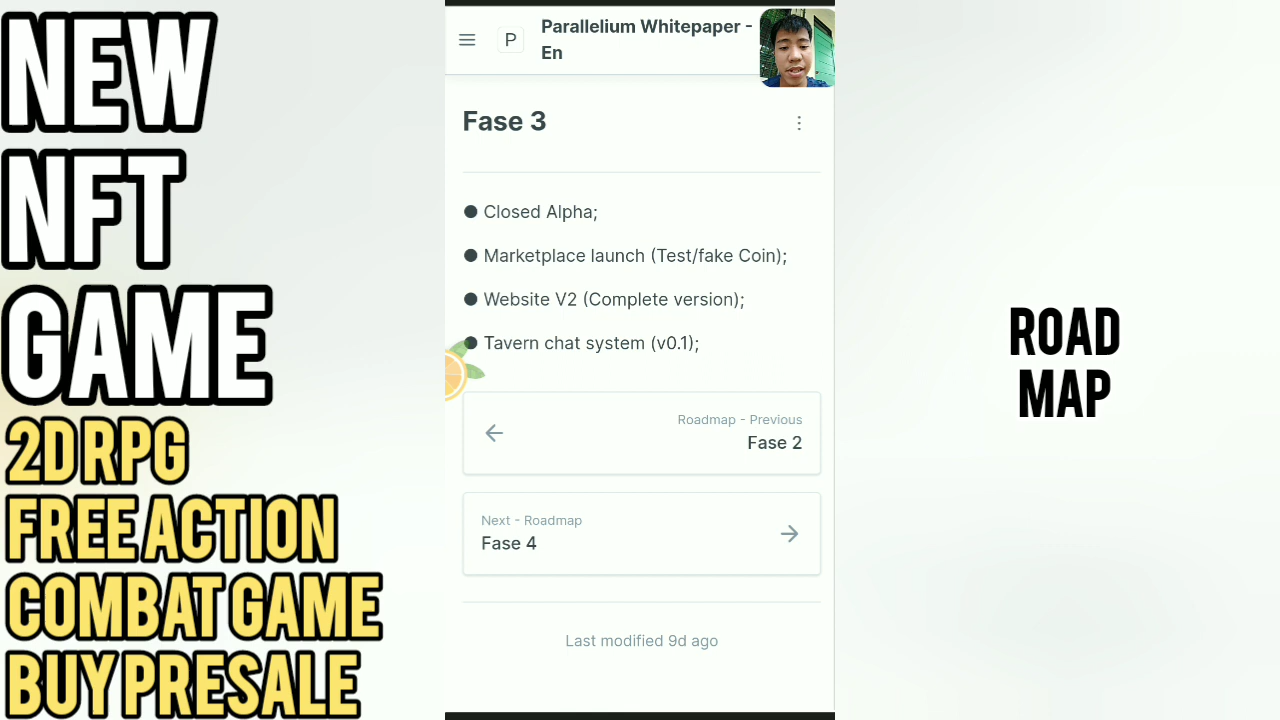 NEW
NFT
GAME
2D RPG
FREE ACTION
COMBAT GAME
BUY PRESALE
P
Parallelium Whitepaper -
En
Fase 3
● Closed Alpha;
● Marketplace launch (Test/fake Coin);
● Website V2 (Complete version);
● Tavern chat system (v0.1);
Roadmap - Previous
Fase 2
Next - Roadmap
Fase 4
Last modified 9d ago
ROAD
MAP